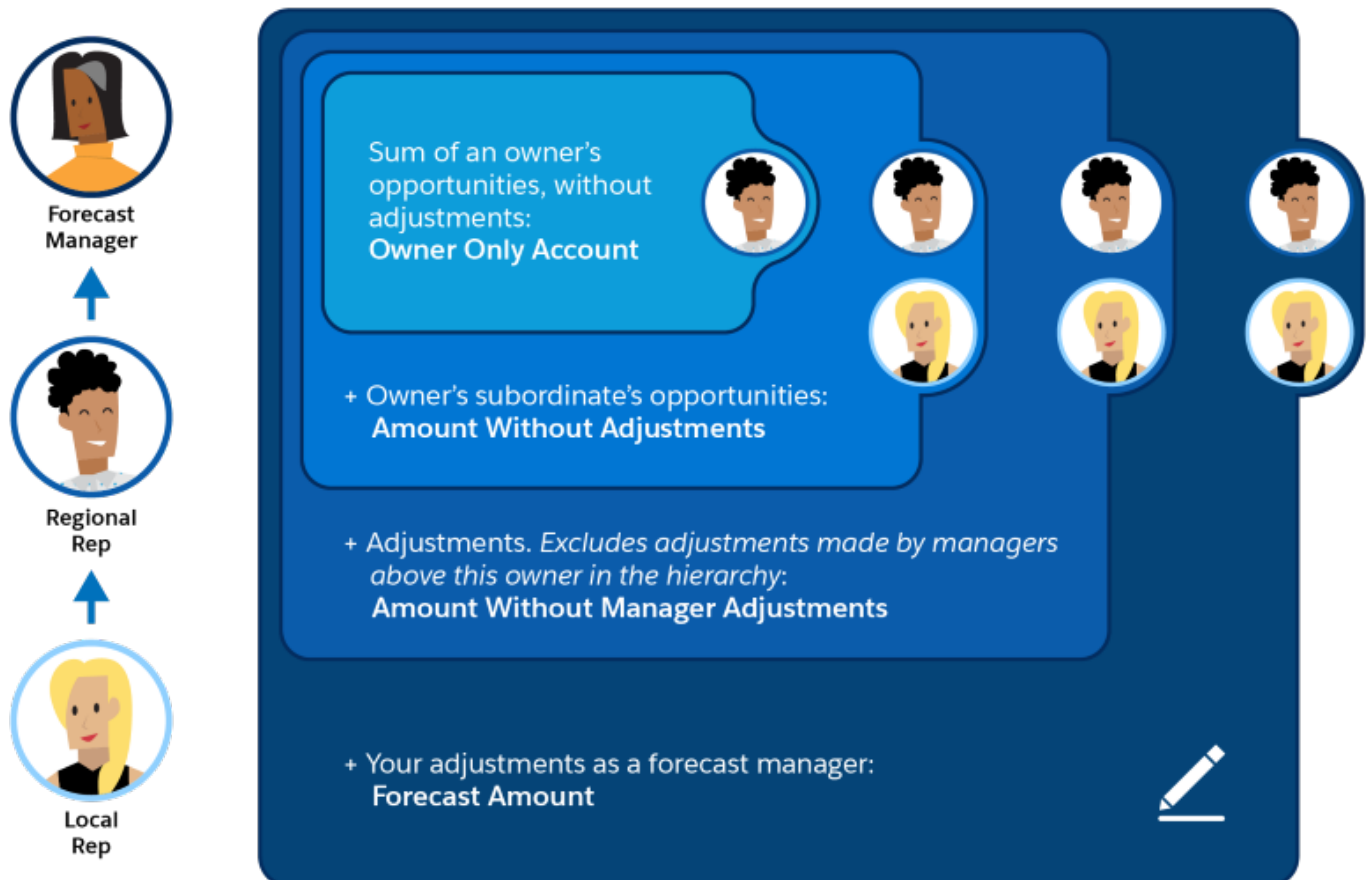 Forecast
Manager
Regional
Rep
Local
Rep
Sum of an owner's
opportunities, without
adjustments:
Owner Only Account
+ Owner's subordinate's opportunities:
Amount Without Adjustments
+ Adjustments. Excludes adjustments made by managers
above this owner in the hierarchy:
Amount Without Manager Adjustments
+ Your adjustments as a forecast manager:
Forecast Amount